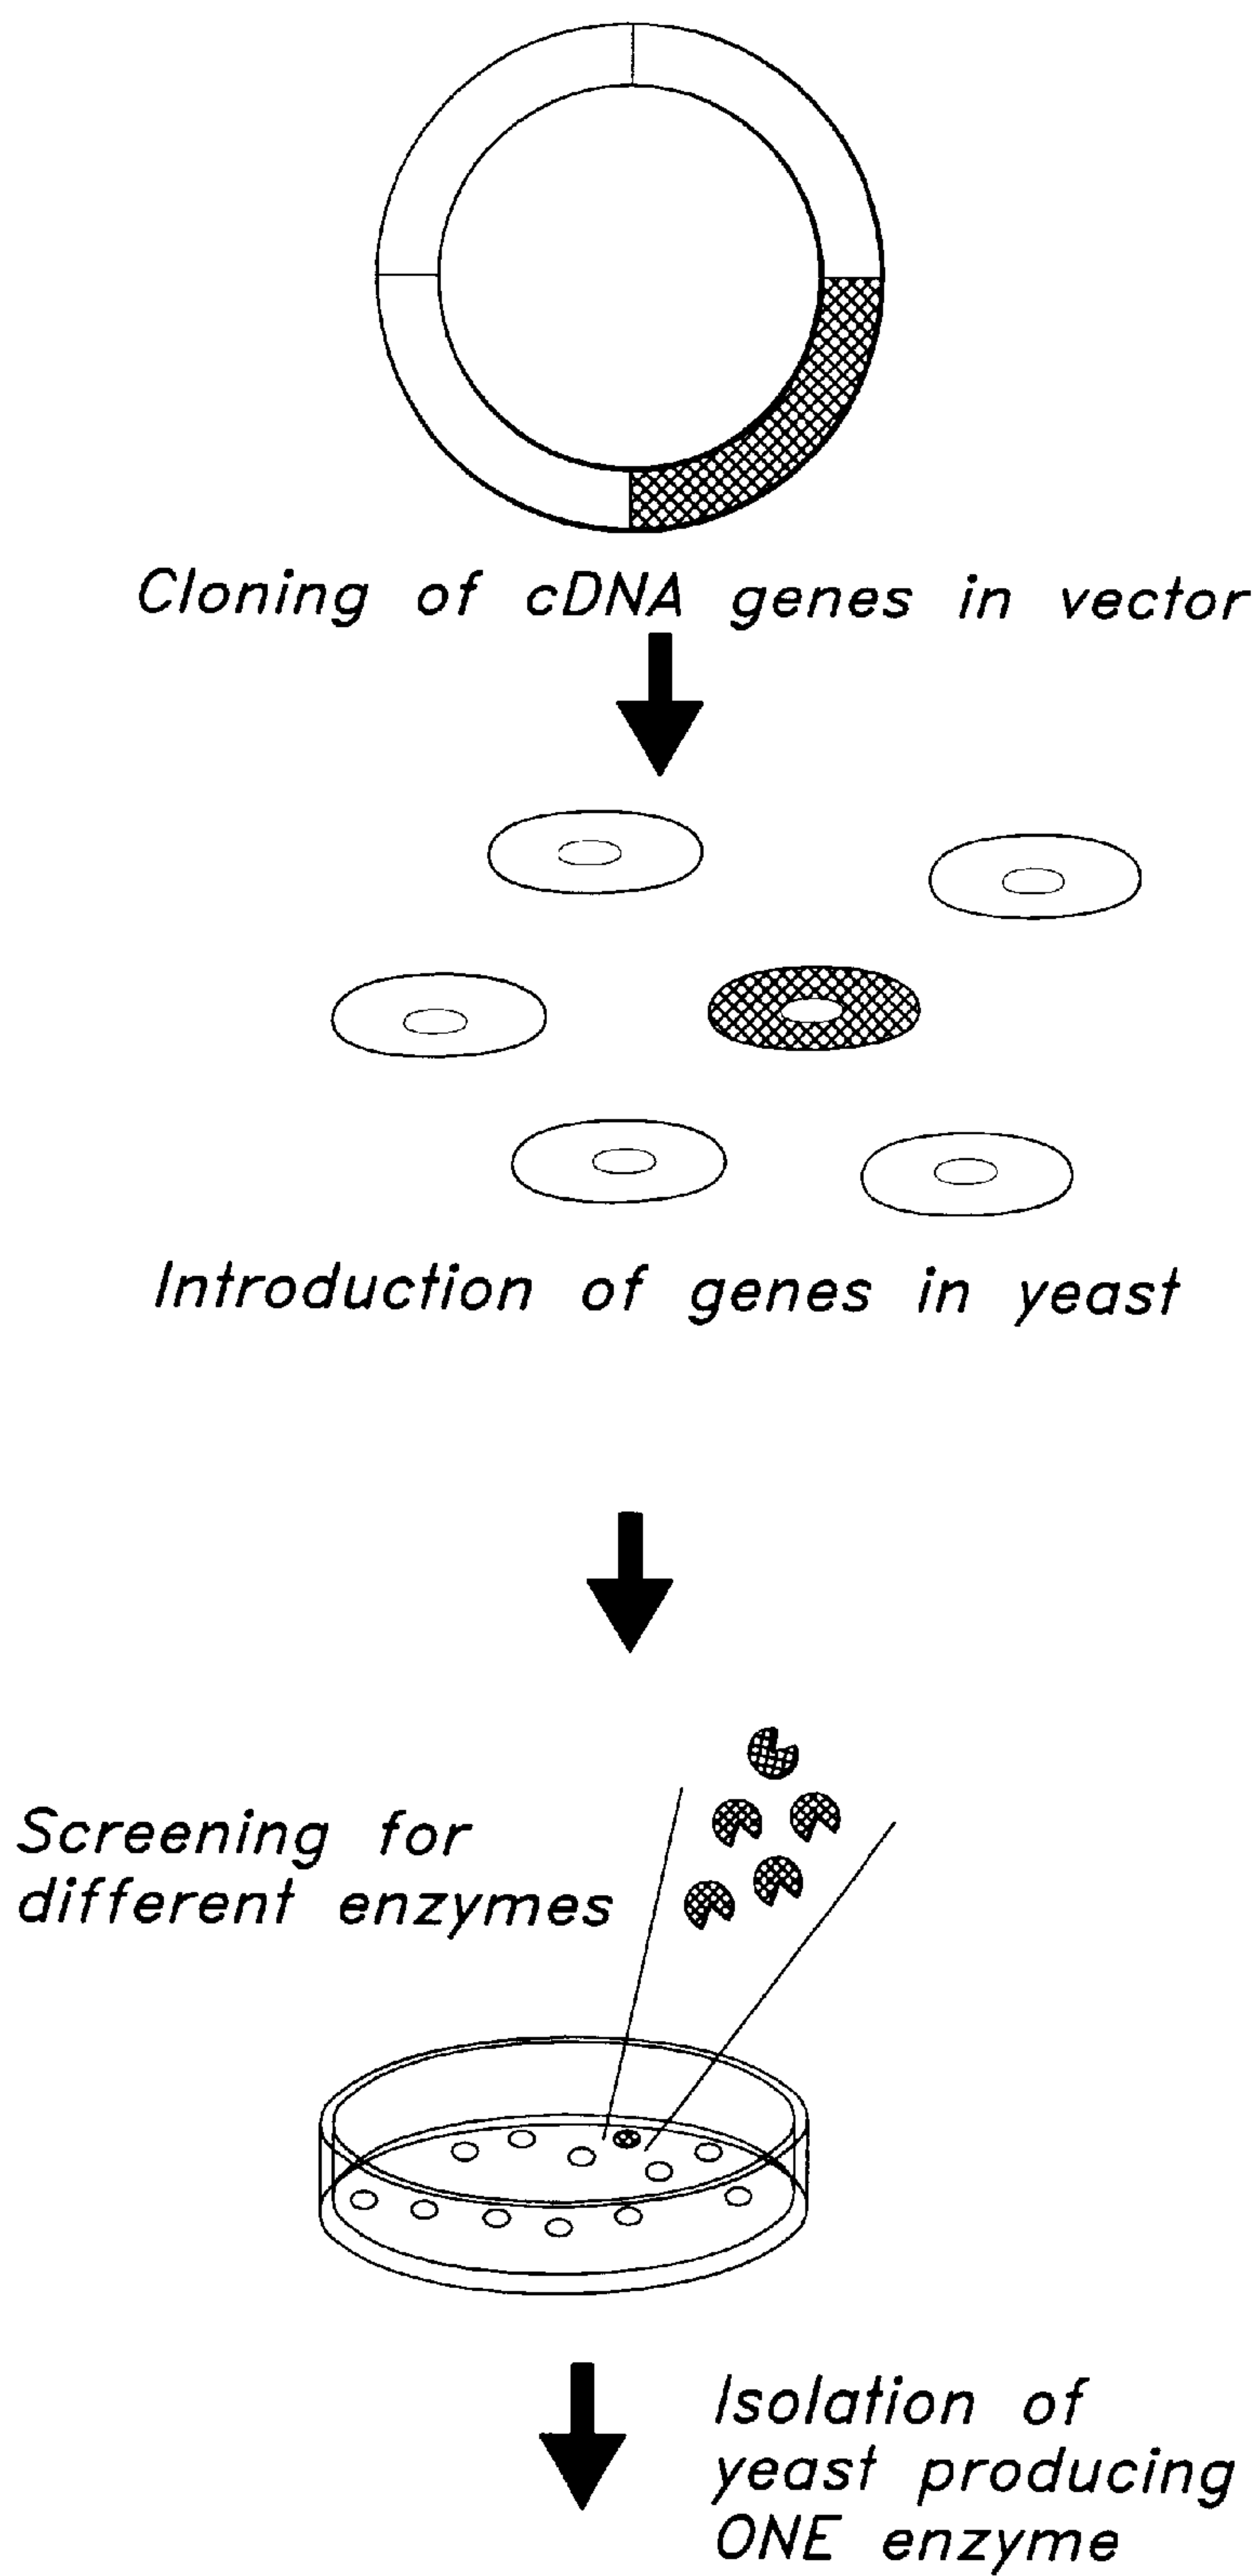 Cloning of cDNA genes in vector
Introduction of genes in yeast
Screening for
different enzymes
Isolation of
yeast producing
ONE enzyme